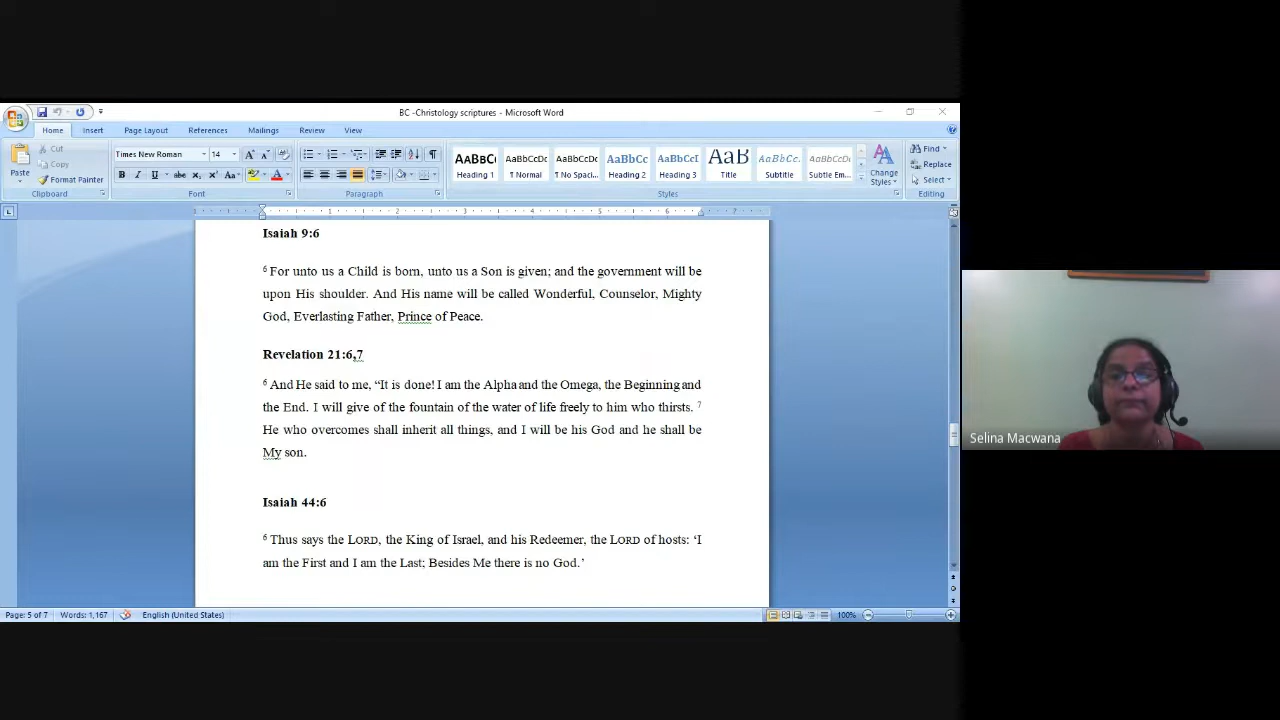 BC -Christology scriptures - Microsoft Word
Home Insert Page Layout References Mailings Review View
Paste
Cut
Copy
Format Painter
Clipboard
Times New Roman 14
Font
Paragraph
AaBbC( Heading 1
AaBbCcDc ¶ Normal
AaBbCcDc ¶ No Spaci...
AaBbCc Heading 2
AaBbCcI Heading 3
AaB Title
AaBbCc. Subtitle
AaBbCcDc Subtle Em...
Change Styles
Styles
Find
Replace
Select
Editing
Isaiah 9:6
6 For unto us a Child is born, unto us a Son is given; and the government will be
upon His shoulder. And His name will be called Wonderful, Counselor, Mighty
God, Everlasting Father, Prince of Peace.
Revelation 21:6,7
6 And He said to me, “It is done! I am the Alpha and the Omega, the Beginning and
the End. I will give of the fountain of the water of life freely to him who thirsts. 7
He who overcomes shall inherit all things, and I will be his God and he shall be
My son.
Isaiah 44:6
6 Thus says the LORD, the King of Israel, and his Redeemer, the LORD of hosts: ‘I
am the First and I am the Last; Besides Me there is no God.’
Selina Macwana
Page: 5 of 7 Words: 1,167 English (United States) 100%